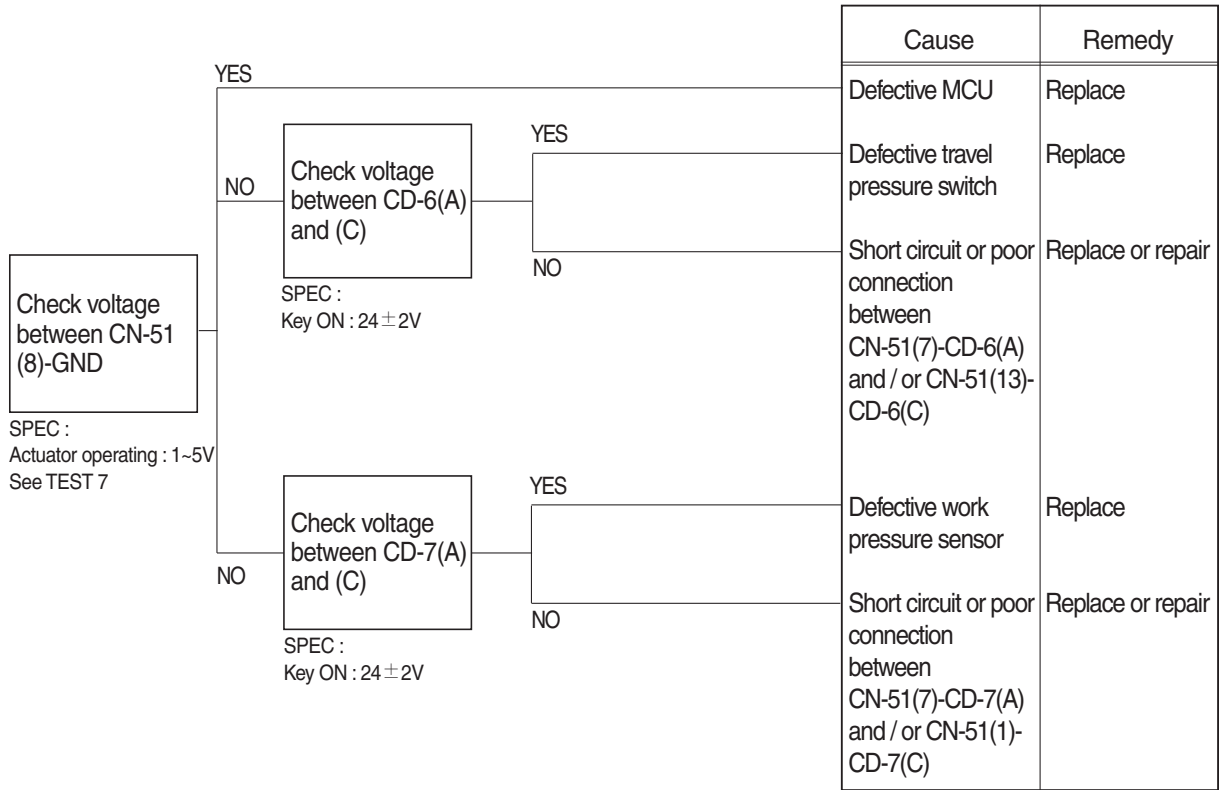 Cause
Remedy
YES
Defective MCU
Replace
NO
Check voltage
between CD-6(A)
and (C)
SPEC :
Key ON : 24±2V
YES
Defective travel
pressure switch
Replace
NO
Short circuit or poor
connection
between
CN-51(7)-CD-6(A)
and / or CN-51(13)-
CD-6(C)
Replace or repair
Check voltage
between CN-51
(8)-GND
SPEC :
Actuator operating : 1~5V
See TEST 7
NO
Check voltage
between CD-7(A)
and (C)
SPEC :
Key ON : 24±2V
YES
Defective work
pressure sensor
Replace
NO
Short circuit or poor
connection
between
CN-51(7)-CD-7(A)
and / or CN-51(1)-
CD-7(C)
Replace or repair